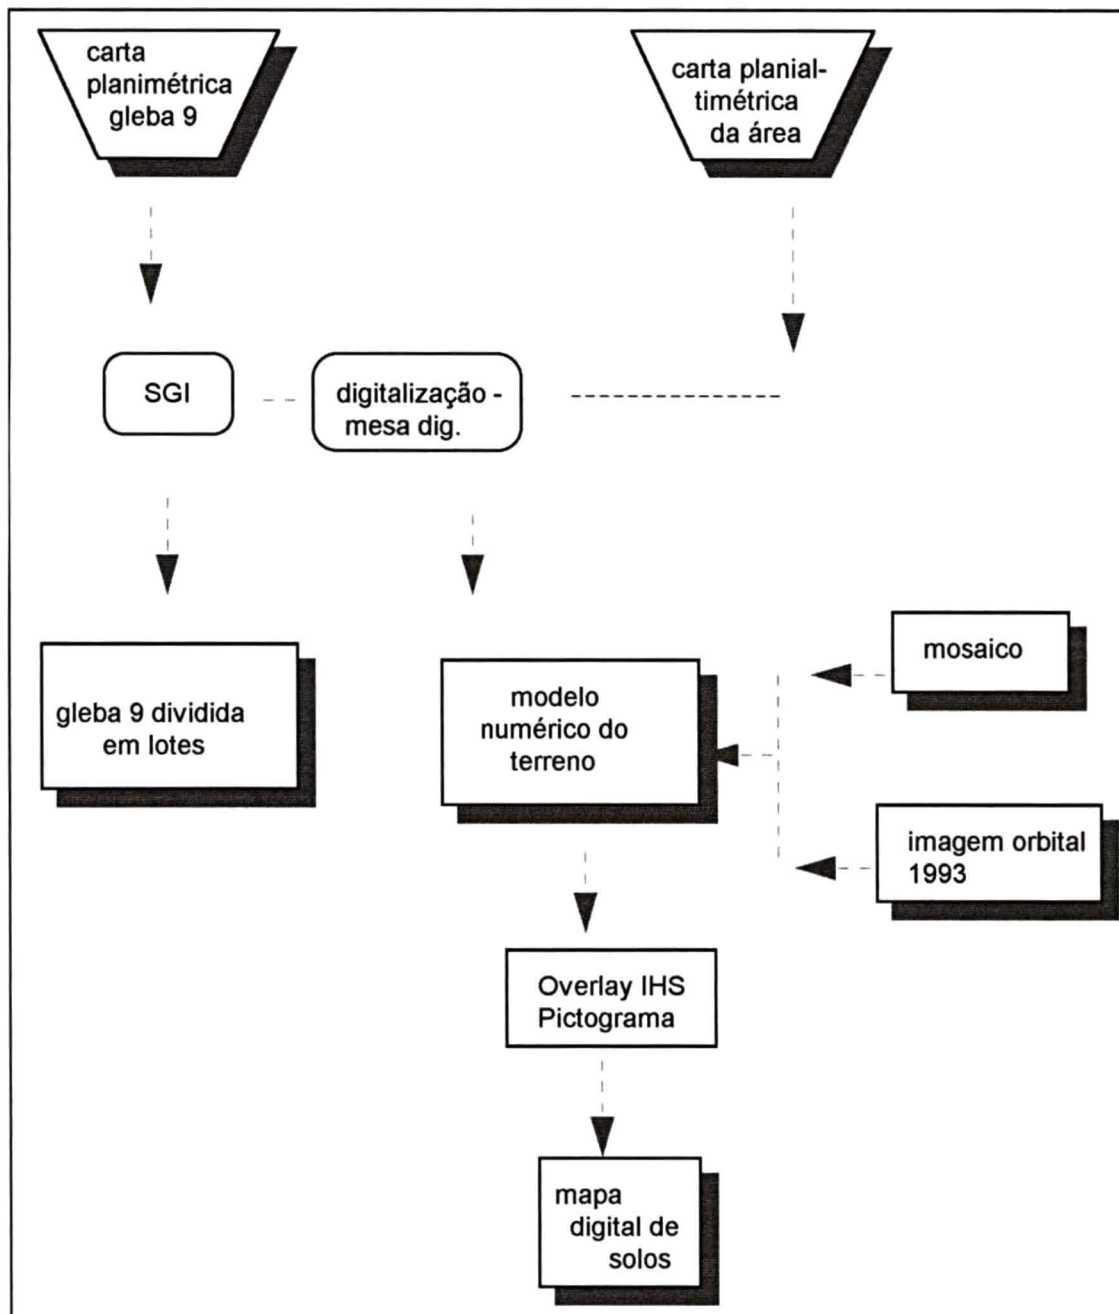 carta
planimétrica
gleba 9
carta planial-
timétrica
da área
SGI
digitalização -
mesa dig.
gleba 9 dividida
em lotes
modelo
numérico do
terreno
mosaico
imagem orbital
1993
Overlay IHS
Pictograma
mapa
digital de
solos